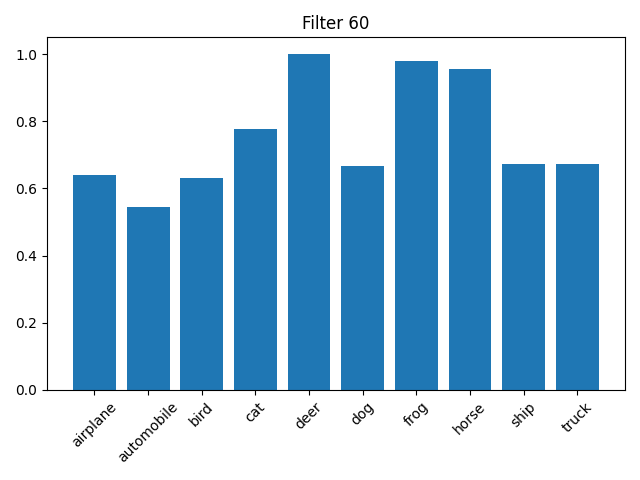 Filter 60
1.0
0.8
0.6
0.4
0.2
0.0
airplane
automobile
bird
cat
deer
dog
frog
horse
ship
truck